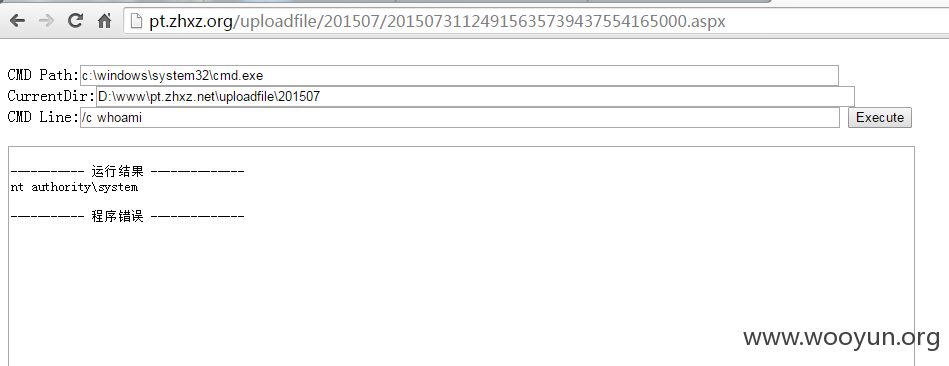 pt.zhxz.org/uploadfile/201507/20150731124915635739437554165000.aspx
CMD Path:c:\windows\system32\cmd.exe
CurrentDir:D:\www\pt.zhxz.net\uploadfile\201507
CMD Line:/c whoami Execute
----------- 运行结果 --------------
nt authority\system
----------- 程序错误 --------------
www.wooyun.org